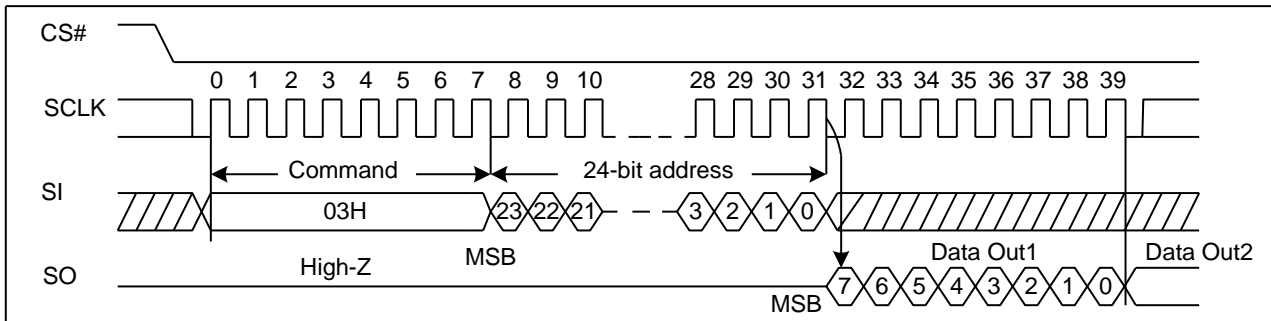 CS#
0 1 2 3 4 5 6 7 8 9 10 28 29 30 31 32 33 34 35 36 37 38 39
SCLK
Command 24-bit address
SI
03H 23 22 21 3 2 1 0
MSB
High-Z Data Out1 Data Out2
SO
MSB 7 6 5 4 3 2 1 0